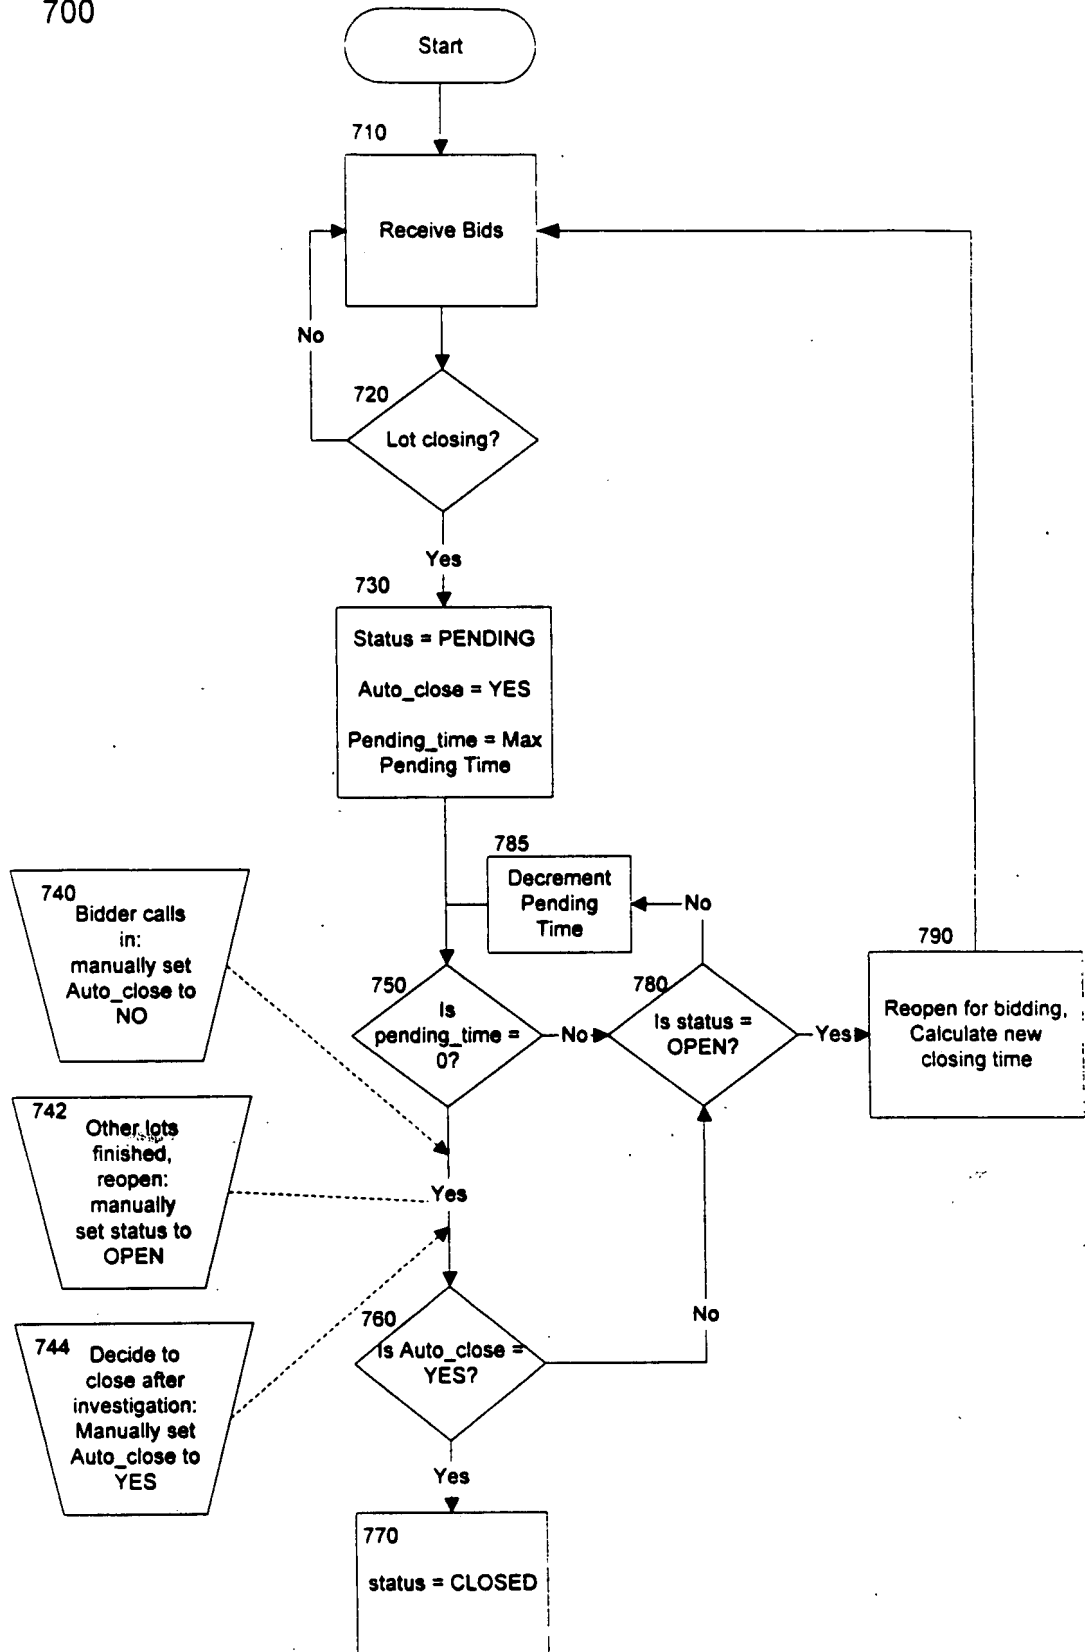 700
Start
710
Receive Bids
No
720
Lot closing?
Yes
730
Status = PENDING
Auto_close = YES
Pending_time = Max
Pending Time
785
Decrement
Pending
Time
No
740
Bidder calls
in:
manually set
Auto_close to
NO
750
Is
pending_time =
0?
No
780
Is status =
OPEN?
Yes
790
Reopen for bidding,
Calculate new
closing time
742
Other lots
finished,
reopen:
manually
set status to
OPEN
Yes
744
Decide to
close after
investigation:
Manually set
Auto_close to
YES
760
Is Auto_close =
YES?
No
Yes
770
status = CLOSED